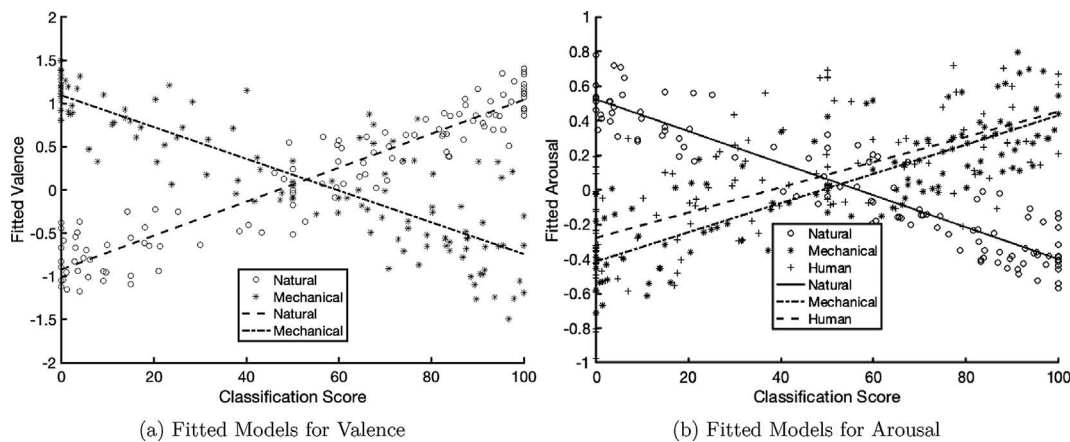 2
1.5
1
0.5
0
-0.5
-1
-1.5
-2
Fitted Valence
0 20 40 60 80 100
Classification Score
Natural
Mechanical
Natural
Mechanical
(a) Fitted Models for Valence
1
0.8
0.6
0.4
0.2
0
-0.2
-0.4
-0.6
-0.8
-1
Fitted Arousal
0 20 40 60 80 100
Classification Score
Natural
Mechanical
Human
Natural
Mechanical
Human
(b) Fitted Models for Arousal